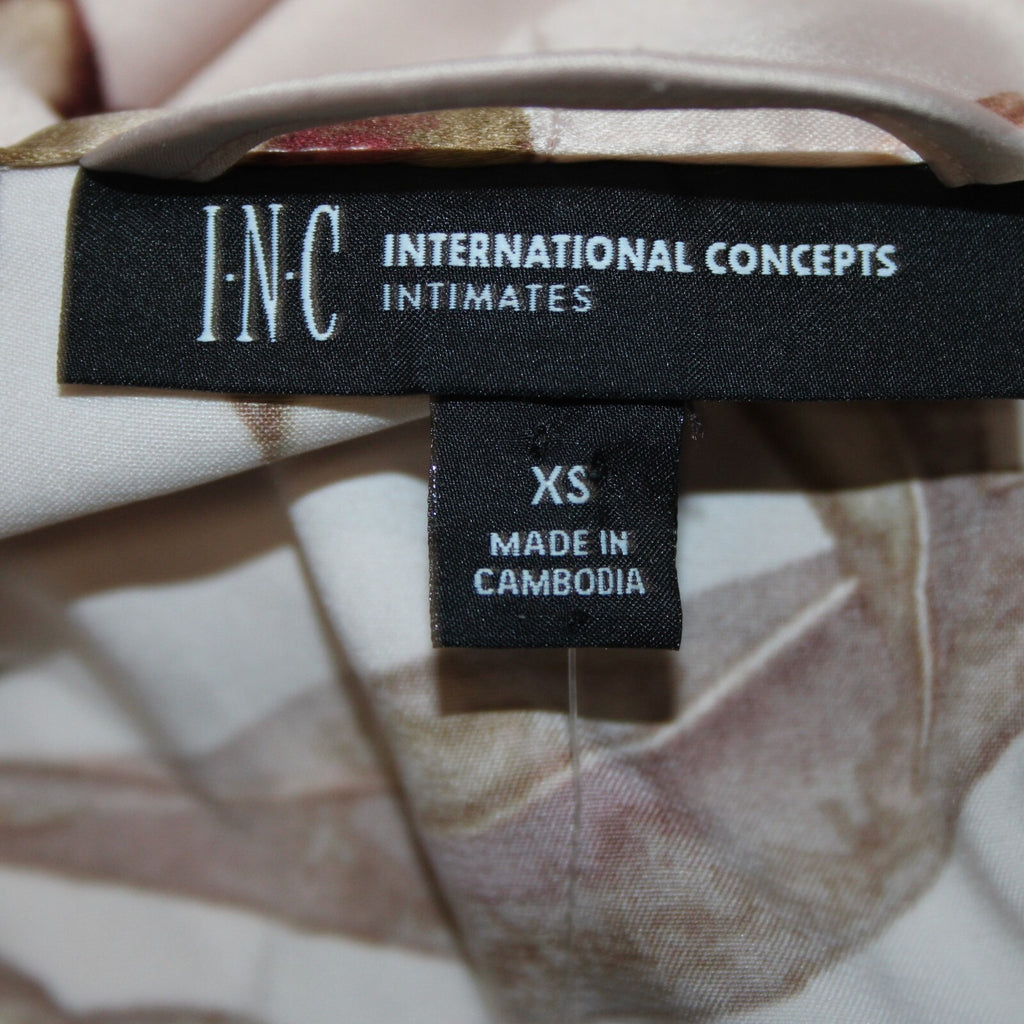 I·N·C INTERNATIONAL CONCEPTS
INTIMATES
XS
MADE IN
CAMBODIA